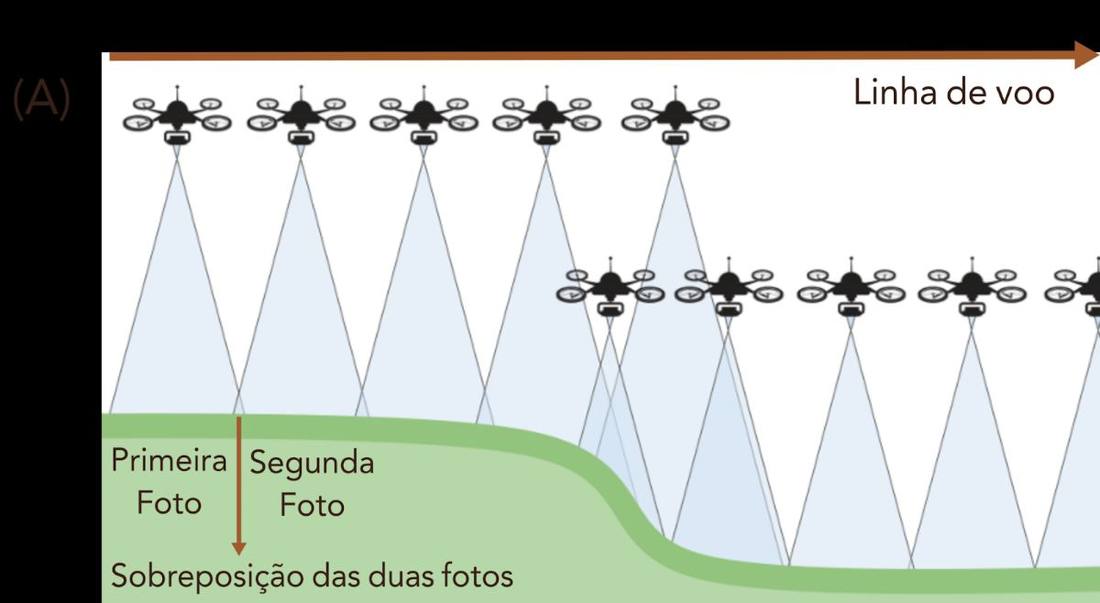 (A)
Linha de voo
Primeira
Foto
Segunda
Foto
Sobreposição das duas fotos